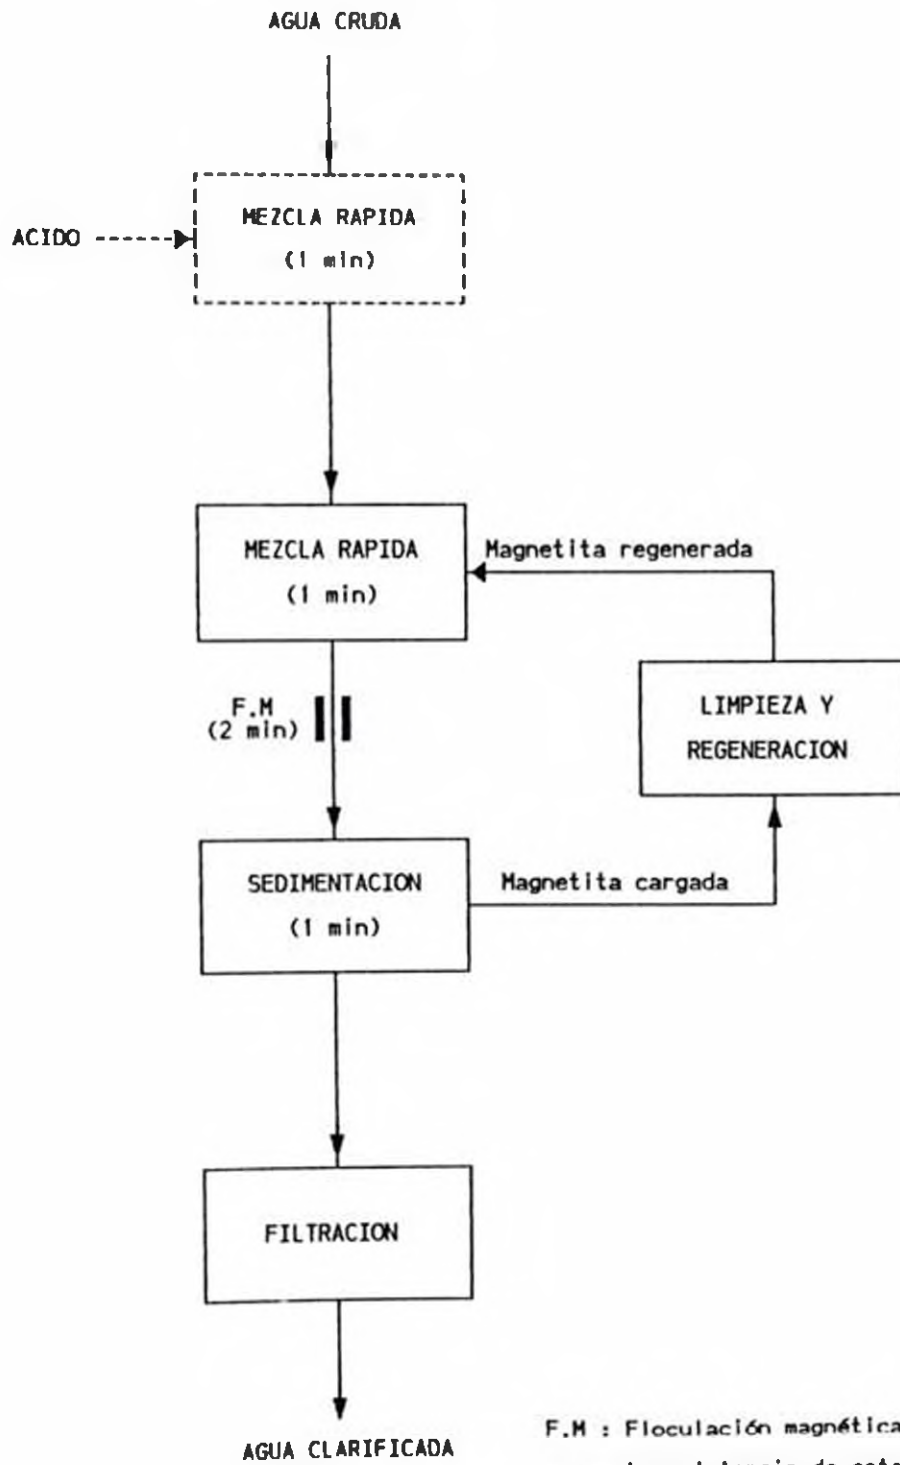 AGUA CRUDA
MEZCLA RAPIDA
ACIDO
(1 min)
MEZCLA RAPIDA
(1 min)
Magnetita regenerada
F.M
(2 min)
LIMPIEZA Y
REGENERACION
SEDIMENTACION
(1 min)
Magnetita cargada
FILTRACION
AGUA CLARIFICADA
F.M : Floculación magnética